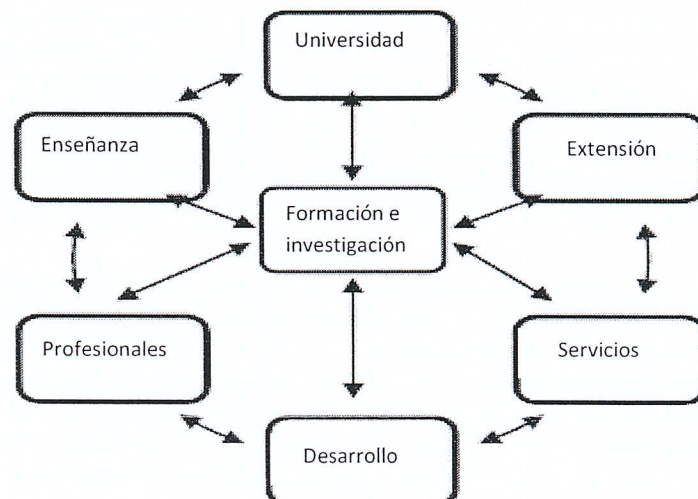 Universidad
Enseñanza
Extensión
Formación e
investigación
Profesionales
Servicios
Desarrollo